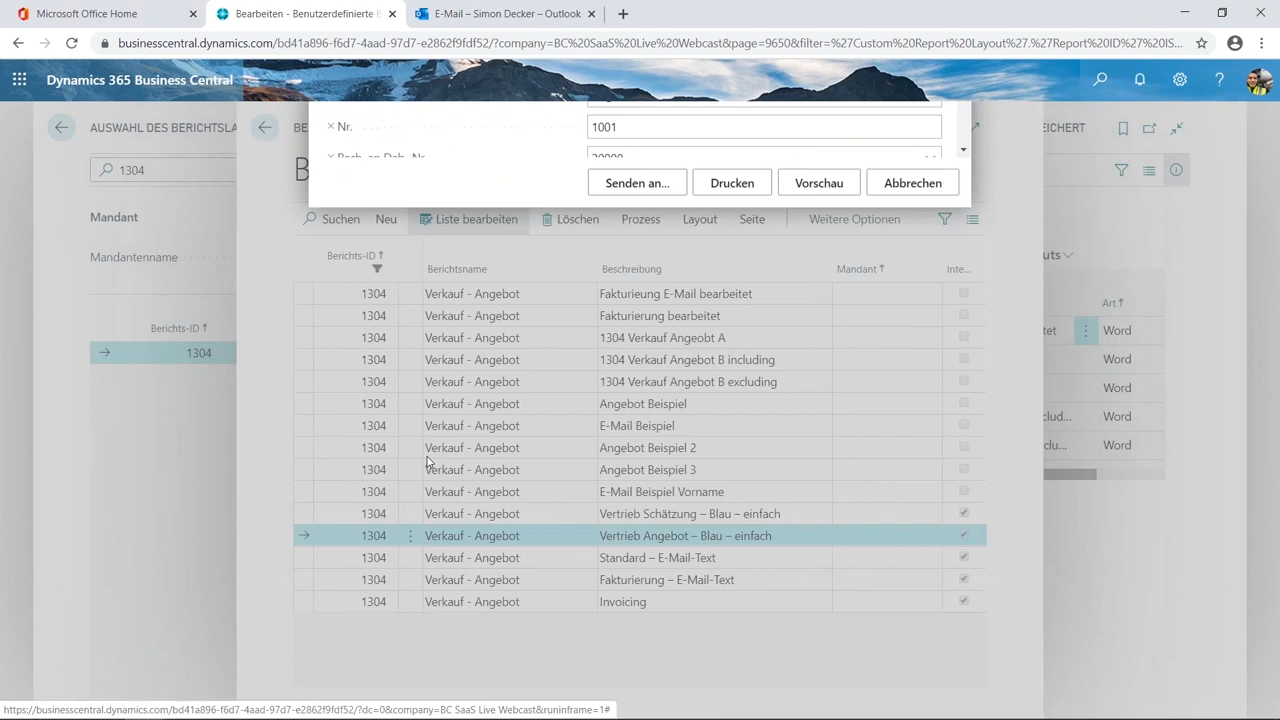 Microsoft Office Home
Bearbeiten - Benutzerdefinierte B
E-Mail – Simon Decker – Outlook
businesscentral.dynamics.com/bd41a896-f6d7-4aad-97d7-e2862f9fdf52/?company=BC%20SaaS%20Live%20Webcast&page=9650&filter=%27Custom%20Report%20Layout%27.%27Report%20ID%27%20IS...
Dynamics 365 Business Central
AUSWAHL DES BERICHTSLA
BE
EICHERT
Nr. 1001
Rech. an Deb.-Nr.
B
1304
Senden an... Drucken Vorschau Abbrechen
Mandant
Suchen Neu Liste bearbeiten Löschen Prozess Layout Seite Weitere Optionen
Mandantenname
uts
Berichts-ID ↑ Berichtsname Beschreibung Mandant ↑ Inte...
Berichts-ID ↑
1304
Art ↑
1304 Verkauf - Angebot Fakturieung E-Mail bearbeitet
1304 Verkauf - Angebot Fakturierung bearbeitet
1304 Verkauf - Angebot 1304 Verkauf Angeobt A
1304 Verkauf - Angebot 1304 Verkauf Angebot B including
1304 Verkauf - Angebot 1304 Verkauf Angebot B excluding
1304 Verkauf - Angebot Angebot Beispiel
1304 Verkauf - Angebot E-Mail Beispiel
1304 Verkauf - Angebot Angebot Beispiel 2
1304 Verkauf - Angebot Angebot Beispiel 3
1304 Verkauf - Angebot E-Mail Beispiel Vorname
1304 Verkauf - Angebot Vertrieb Schätzung – Blau – einfach
1304 Verkauf - Angebot Vertrieb Angebot – Blau – einfach
1304 Verkauf - Angebot Standard – E-Mail-Text
1304 Verkauf - Angebot Fakturierung – E-Mail-Text
1304 Verkauf - Angebot Invoicing
tet Word
Word
Word
clud... Word
clu... Word
https://businesscentral.dynamics.com/bd41a896-f6d7-4aad-97d7-e2862f9fdf52/?dc=0&company=BC SaaS Live Webcast&runinframe=1#